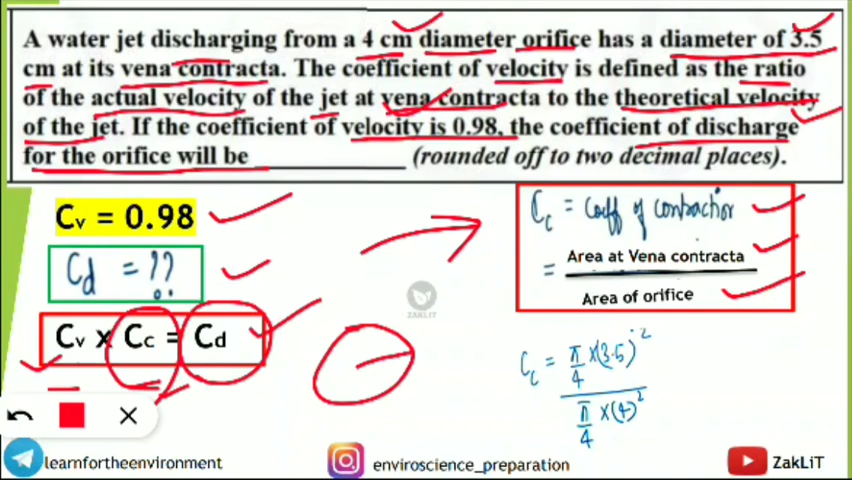 A water jet discharging from a 4 cm diameter orifice has a diameter of 3.5
cm at its vena contracta. The coefficient of velocity is defined as the ratio
of the actual velocity of the jet at vena contracta to the theoretical velocity
of the jet. If the coefficient of velocity is 0.98, the coefficient of discharge
for the orifice will be ____________ (rounded off to two decimal places).
Cv = 0.98
Cd = ??
Cv x Cc = Cd
Cc = Coeff of contraction
= Area at Vena contracta
Area of orifice
ZAKLIT
Cc = π/4 × (3.5)²
π/4 × (4)²
learnfortheenvironment
enviroscience_preparation
ZakLiT